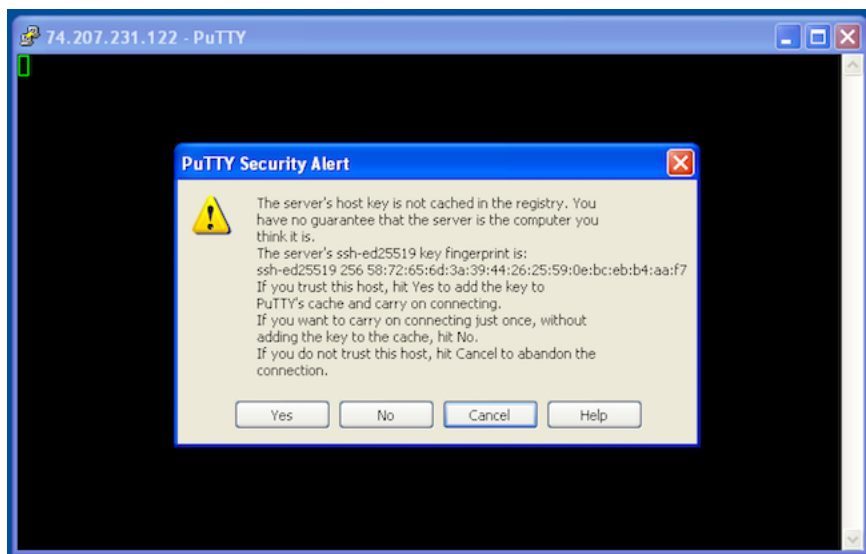 74.207.231.122 - PuTTY
PuTTY Security Alert
The server's host key is not cached in the registry. You
have no guarantee that the server is the computer you
think it is.
The server's ssh-ed25519 key fingerprint is:
ssh-ed25519 256 58:72:65:6d:3a:39:44:26:25:59:0e:bc:eb:b4:aa:f7
If you trust this host, hit Yes to add the key to
PuTTY's cache and carry on connecting.
If you want to carry on connecting just once, without
adding the key to the cache, hit No.
If you do not trust this host, hit Cancel to abandon the
connection.
Yes No Cancel Help